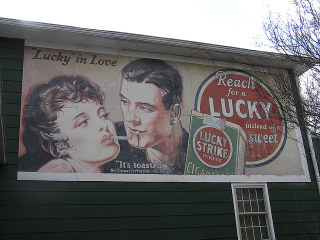 "Lucky in Love
Reach
for a
LUCKY
instead of a
sweet
LUCKY
STRIKE
"It's toasted"
CIGARETTES